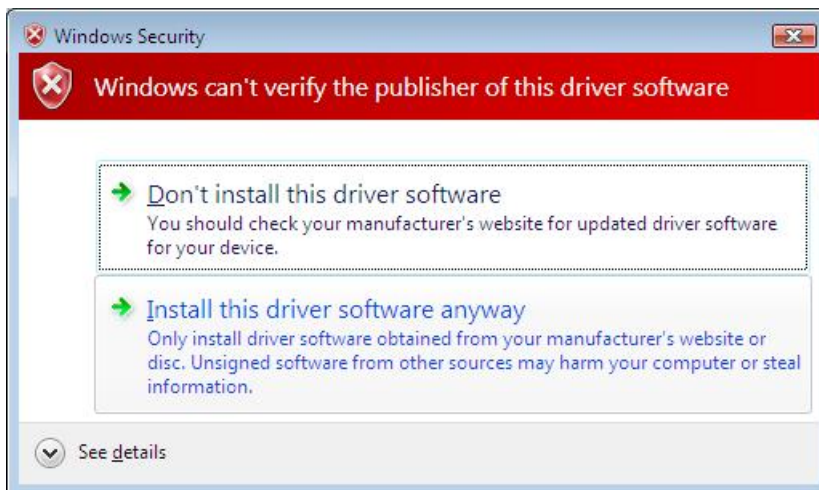 Windows Security
Windows can't verify the publisher of this driver software
Don't install this driver software
You should check your manufacturer's website for updated driver software
for your device.
Install this driver software anyway
Only install driver software obtained from your manufacturer's website or
disc. Unsigned software from other sources may harm your computer or steal
information.
See details